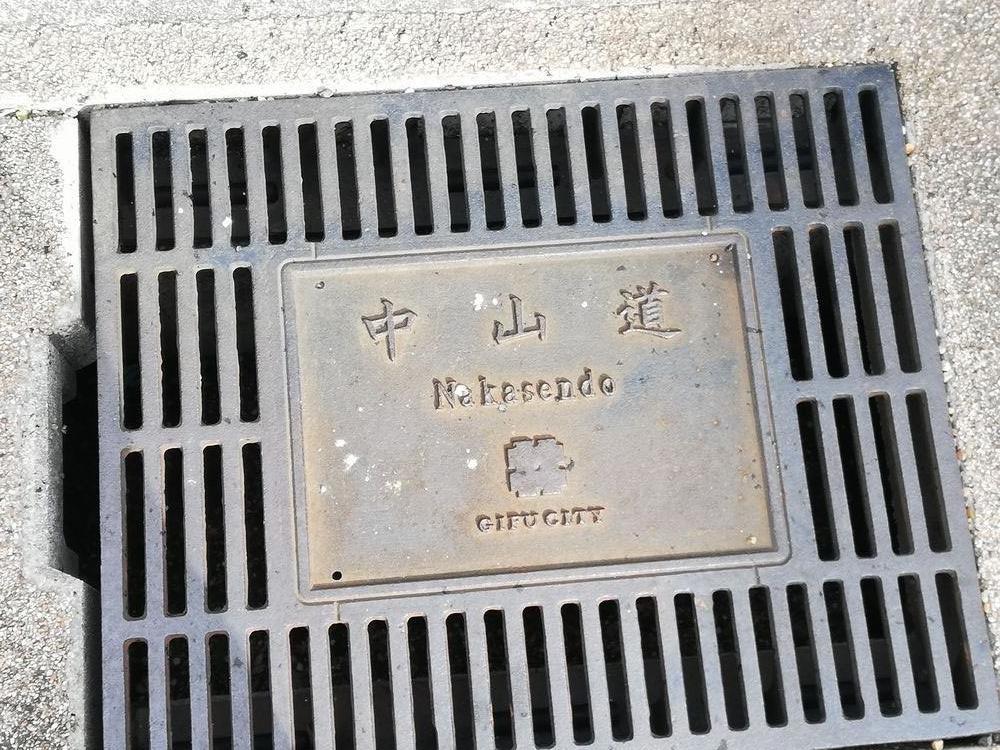 中山道
Nakasendo
GIFU CITY